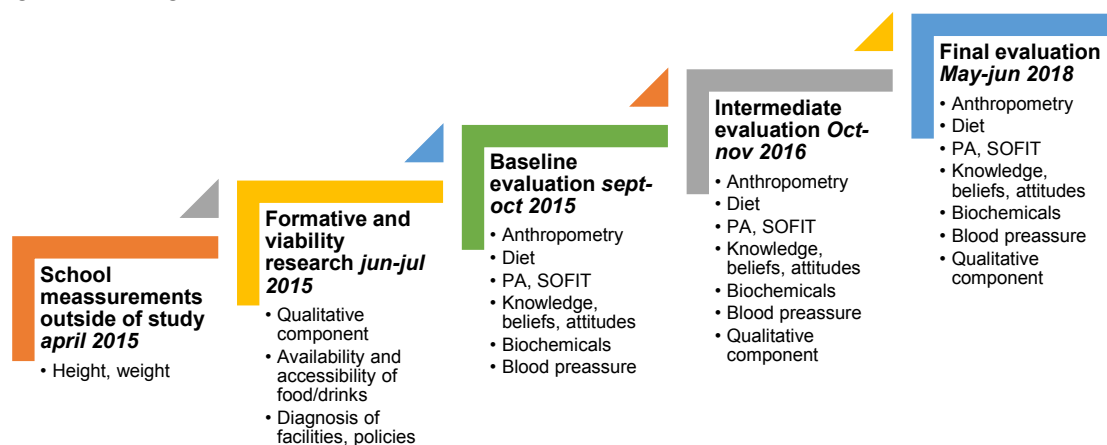 School
meassurements
outside of study
april 2015
• Height, weight
Formative and
viability
research jun-jul
2015
• Qualitative
component
• Availability and
accessibility of
food/drinks
• Diagnosis of
facilities, policies
Baseline
evaluation sept-
oct 2015
• Anthropometry
• Diet
• PA, SOFIT
• Knowledge,
beliefs, attitudes
• Biochemicals
• Blood preassure
Intermediate
evaluation Oct-
nov 2016
• Anthropometry
• Diet
• PA, SOFIT
• Knowledge,
beliefs, attitudes
• Biochemicals
• Blood preassure
• Qualitative
component
Final evaluation
May-jun 2018
• Anthropometry
• Diet
• PA, SOFIT
• Knowledge,
beliefs, attitudes
• Biochemicals
• Blood preassure
• Qualitative
component